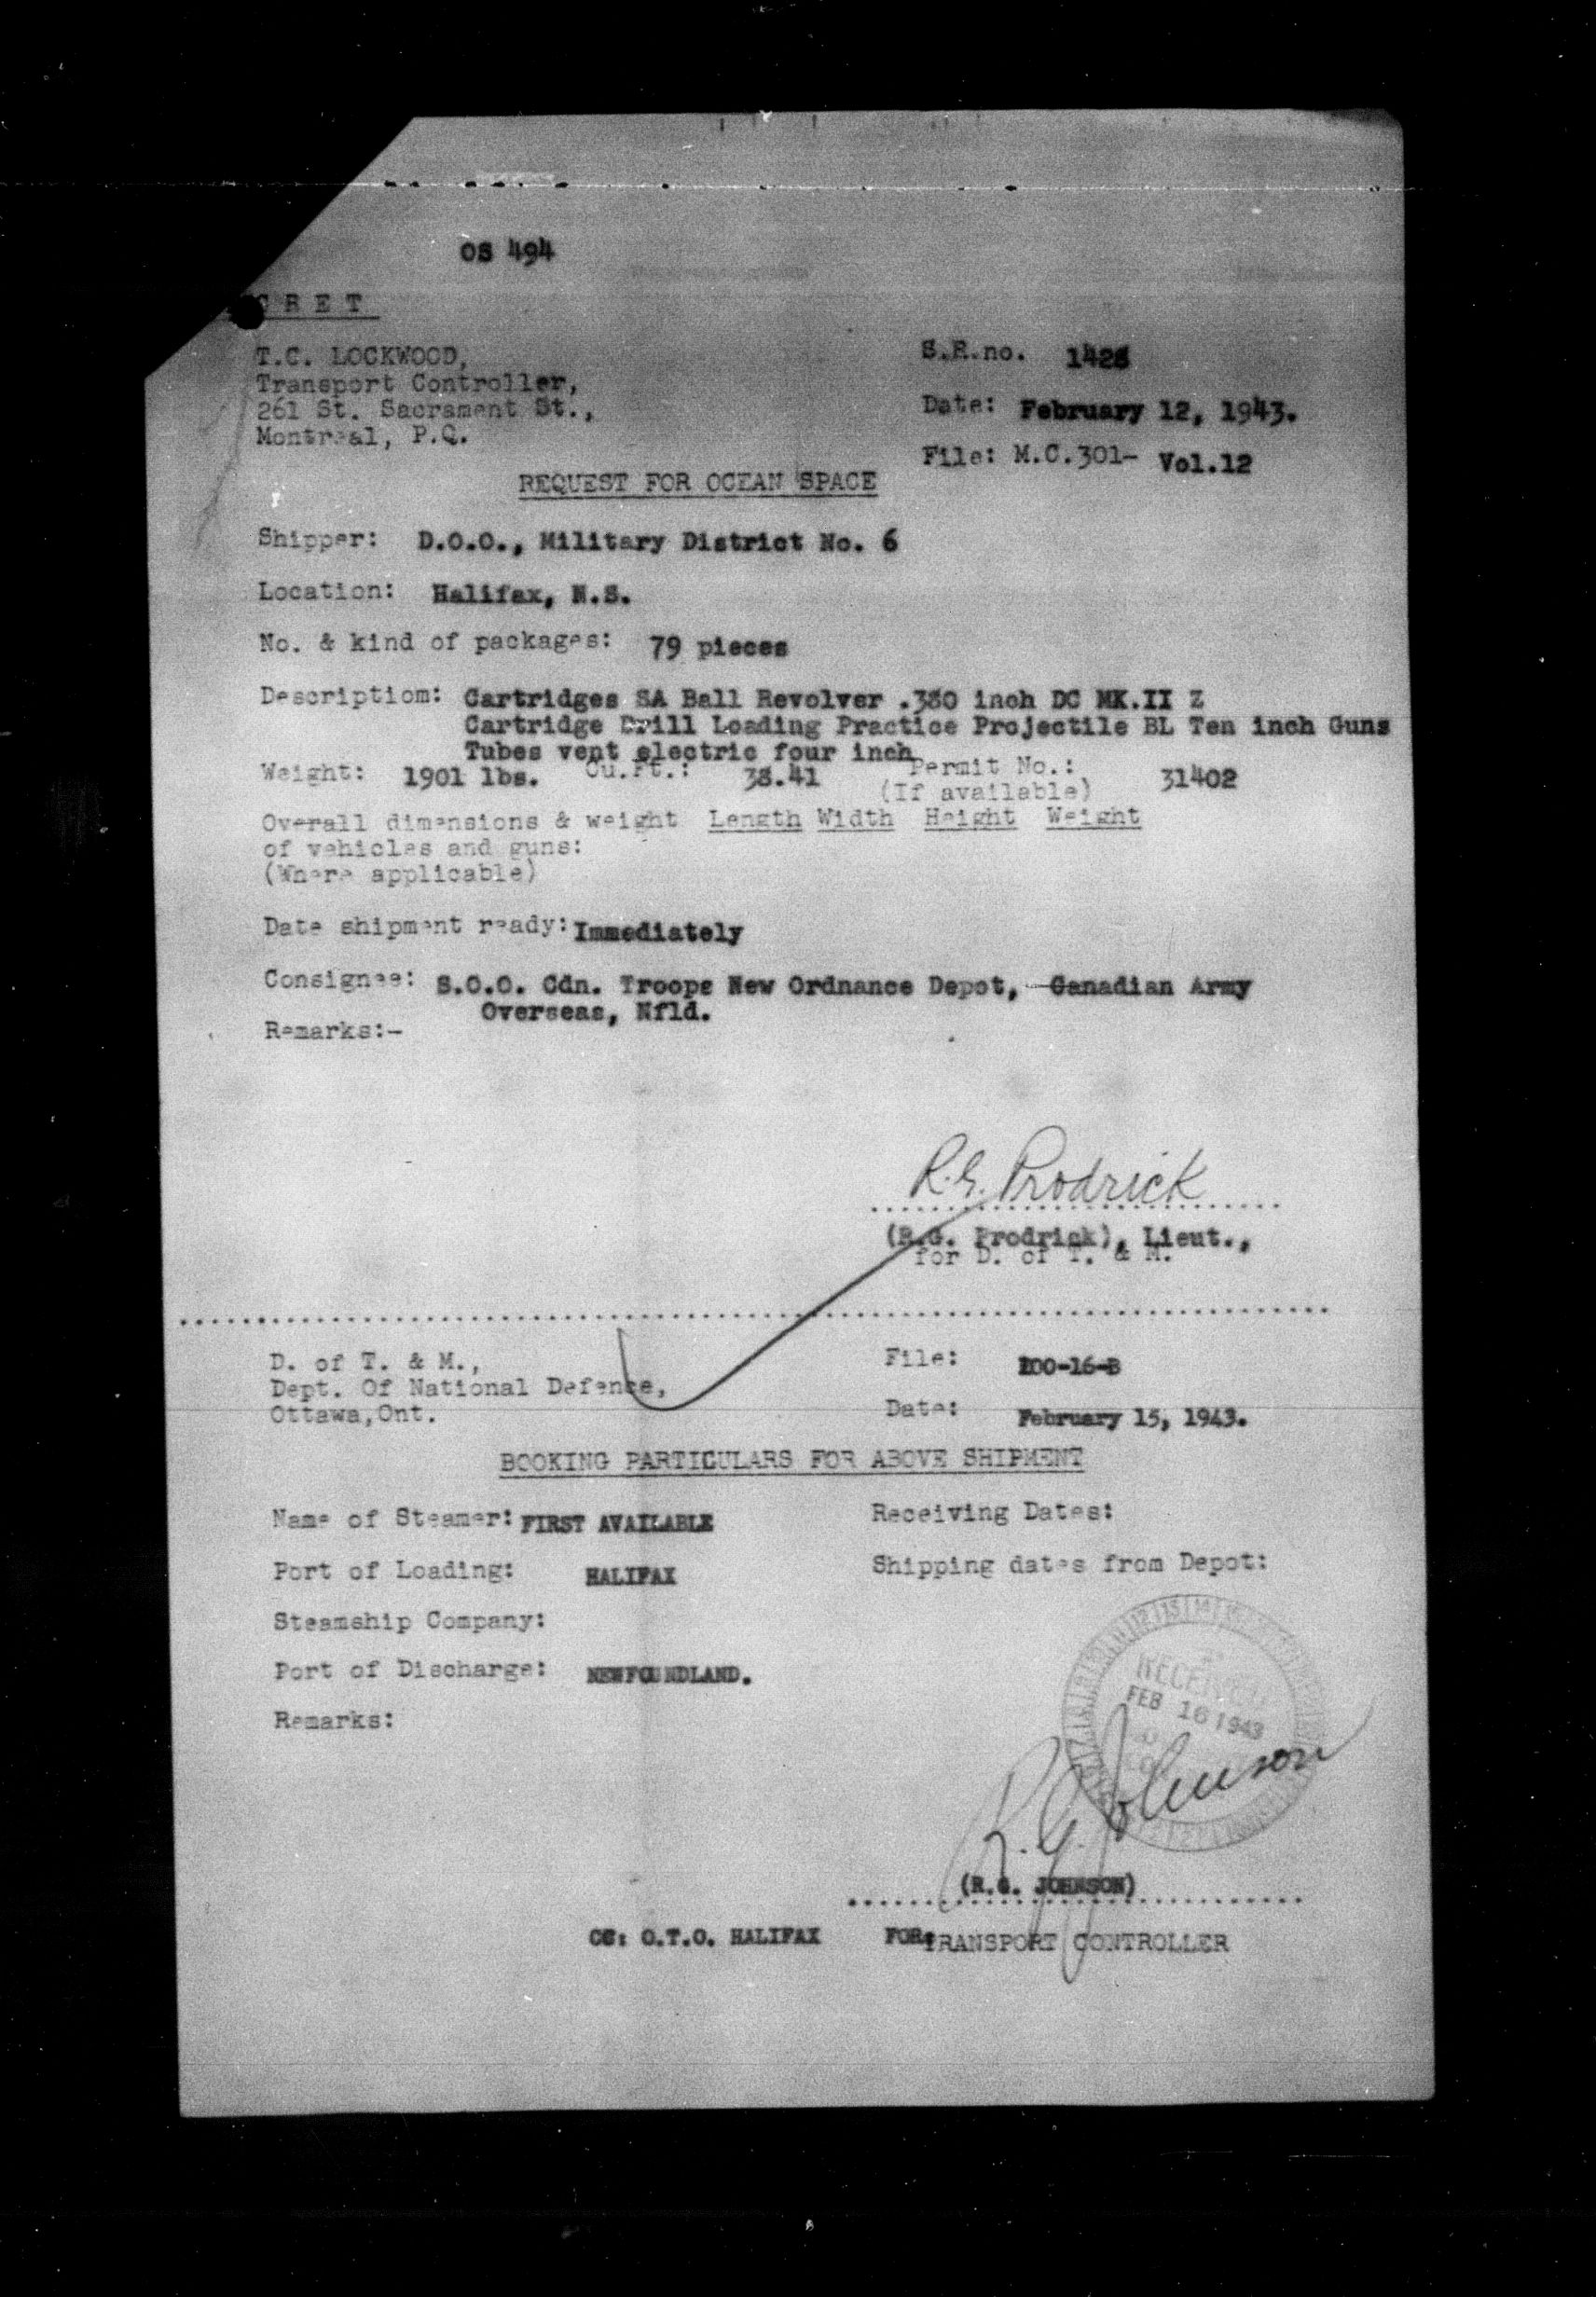 OS 494
CRET
T.C. LOCKWOOD,
Transport Controller,
261 St. Sacrament St.,
Montreal, P.Q.
S.R.no. 1428
Date: February 12, 1943.
File: M.C.301- Vol.12
REQUEST FOR OCEAN SPACE
Shipper: D.O.O., Military District No. 6
Location: Halifax, N.S.
No. & kind of packages: 79 pieces
Descriptiom: Cartridges SA Ball Revolver .380 inch DC MK.II Z
Cartridge Drill Loading Practice Projectile BL Ten inch Guns
Tubes vent electric four inch
Weight: 1901 lbs. Cu.Ft.: 38.41 Permit No.: 31402
(If available)
Overall dimensions & weight Length Width Height Weight
of vehicles and guns:
(Where applicable)
Date shipment ready: Immediately
Consignee: S.O.O. Cdn. Troops New Ordnance Depot, Canadian Army
Overseas, Nfld.
Remarks:-
R.G. Prodrick
(R.G. Prodrick), Lieut.,
for D. of T. & M.
D. of T. & M.,
Dept. Of National Defence,
Ottawa,Ont.
File: 100-16-B
Date: February 15, 1943.
BOOKING PARTICULARS FOR ABOVE SHIPMENT
Name of Steamer: FIRST AVAILABLE Receiving Dates:
Port of Loading: HALIFAX Shipping dates from Depot:
Steamship Company:
Port of Discharge: NEWFOUNDLAND.
Remarks:
RECEIVED
FEB 16 1943
R.G. Johnson
(R.G. JOHNSON)
CC: O.T.O. HALIFAX FOR: TRANSPORT CONTROLLER